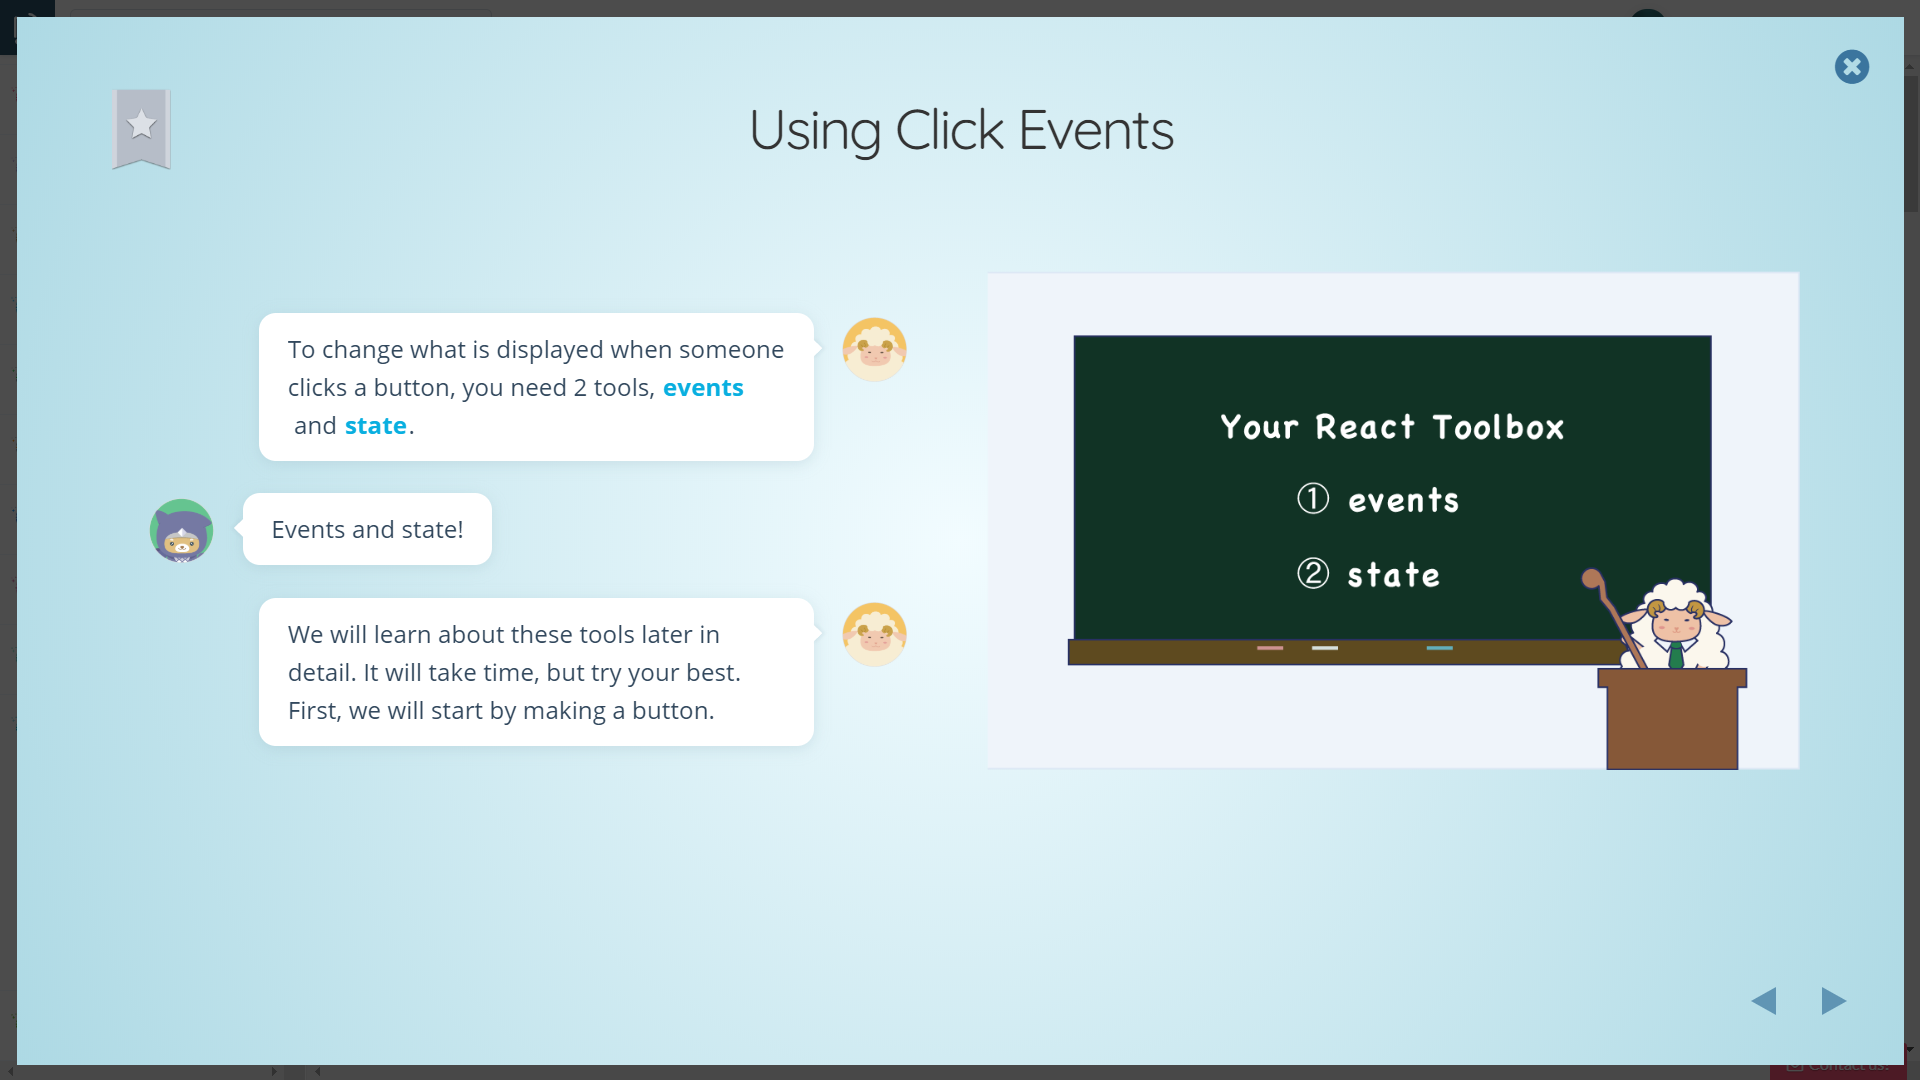 Using Click Events
To change what is displayed when someone
clicks a button, you need 2 tools, events
and state.
Events and state!
We will learn about these tools later in
detail. It will take time, but try your best.
First, we will start by making a button.
Your React Toolbox
① events
② state
Contact us!